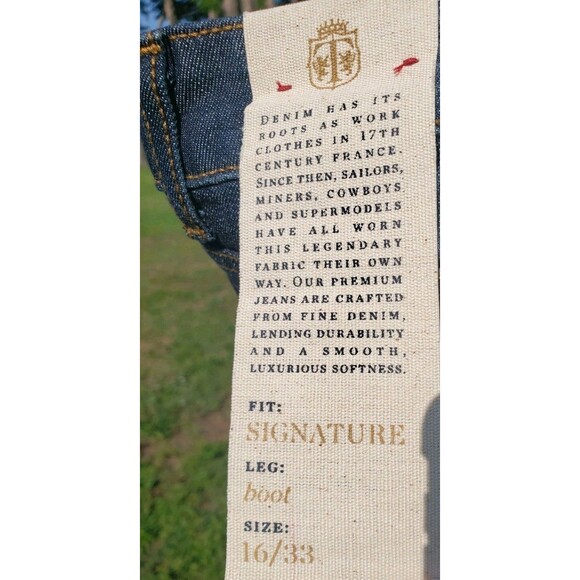 T
DENIM HAS ITS
ROOTS AS WORK
CLOTHES IN 17TH
CENTURY FRANCE.
SINCE THEN, SAILORS,
MINERS, COWBOYS
AND SUPERMODELS
HAVE ALL WORN
THIS LEGENDARY
FABRIC THEIR OWN
WAY. OUR PREMIUM
JEANS ARE CRAFTED
FROM FINE DENIM,
LENDING DURABILITY
AND A SMOOTH,
LUXURIOUS SOFTNESS.
FIT:
SIGNATURE
LEG:
boot
SIZE:
16/33